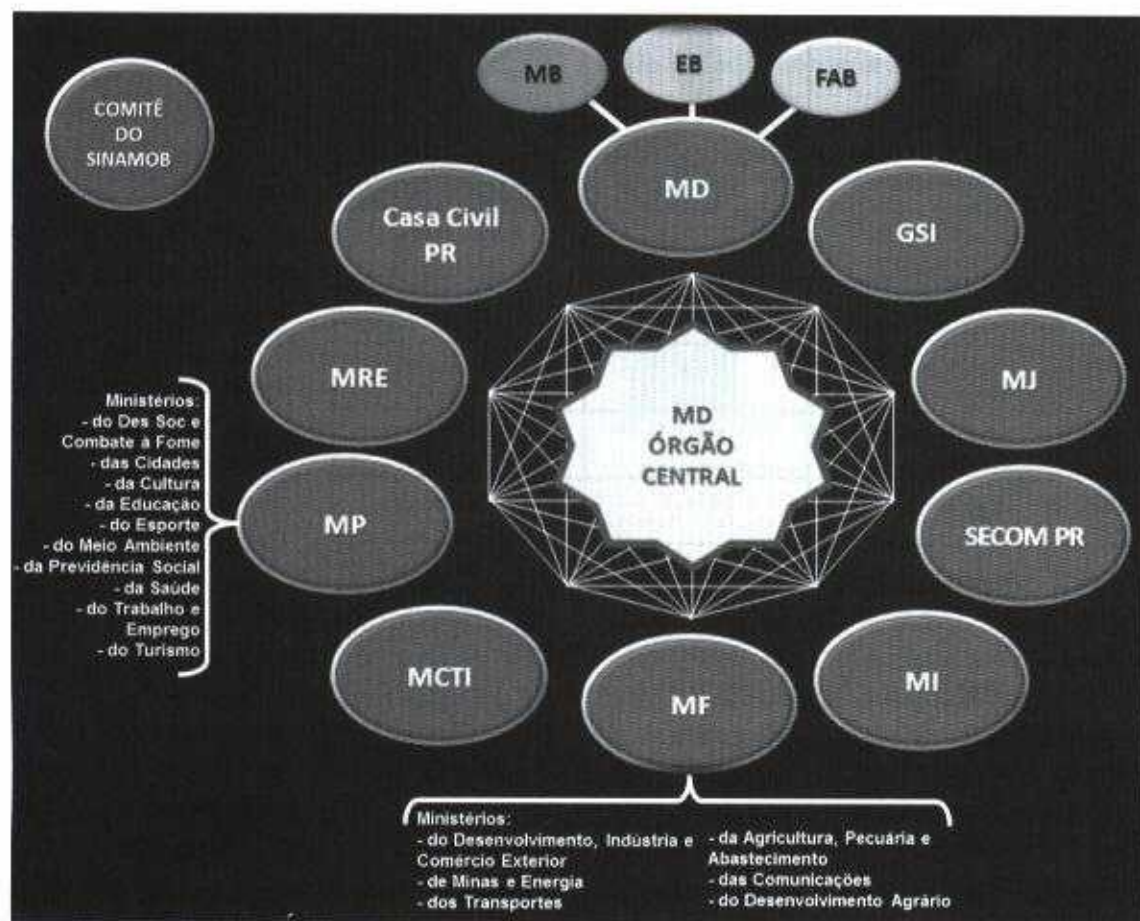 COMITÊ
DO
SINAMOB
MB
EB
FAB
MD
Casa Civil
PR
GSI
MRE
MJ
MD
ÓRGÃO
CENTRAL
Ministérios:
- do Des Soc e
Combate à Fome
- das Cidades
- da Cultura
- da Educação
- do Esporte
- do Meio Ambiente
- da Previdência Social
- da Saúde
- do Trabalho e
Emprego
- do Turismo
MP
SECOM PR
MCTI
MF
MI
Ministérios:
- do Desenvolvimento, Indústria e
Comércio Exterior
- de Minas e Energia
- dos Transportes
- da Agricultura, Pecuária e
Abastecimento
- das Comunicações
- do Desenvolvimento Agrário